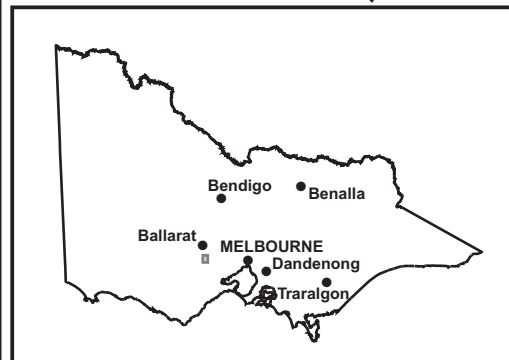 Bendigo
Benalla
Ballarat
MELBOURNE
Dandenong
Traralgon